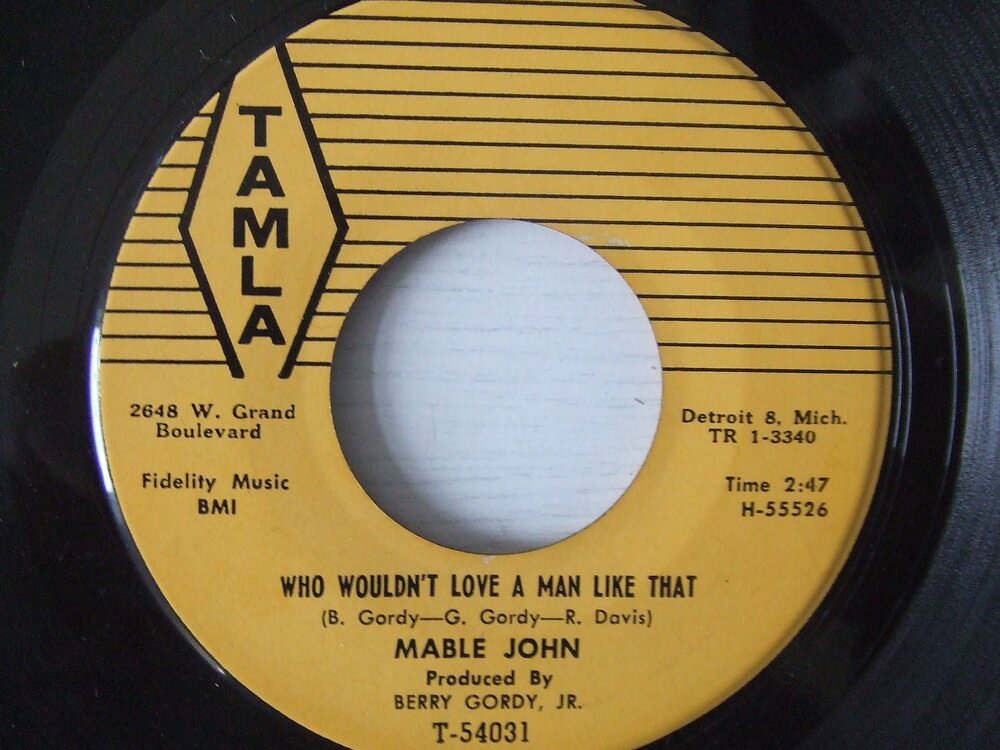 TAMLA
2648 W. Grand
Boulevard
Fidelity Music
BMI
Detroit 8, Mich.
TR 1-3340
Time 2:47
H-55526
WHO WOULDN'T LOVE A MAN LIKE THAT
(B. Gordy—G. Gordy—R. Davis)
MABLE JOHN
Produced By
BERRY GORDY, JR.
T-54031